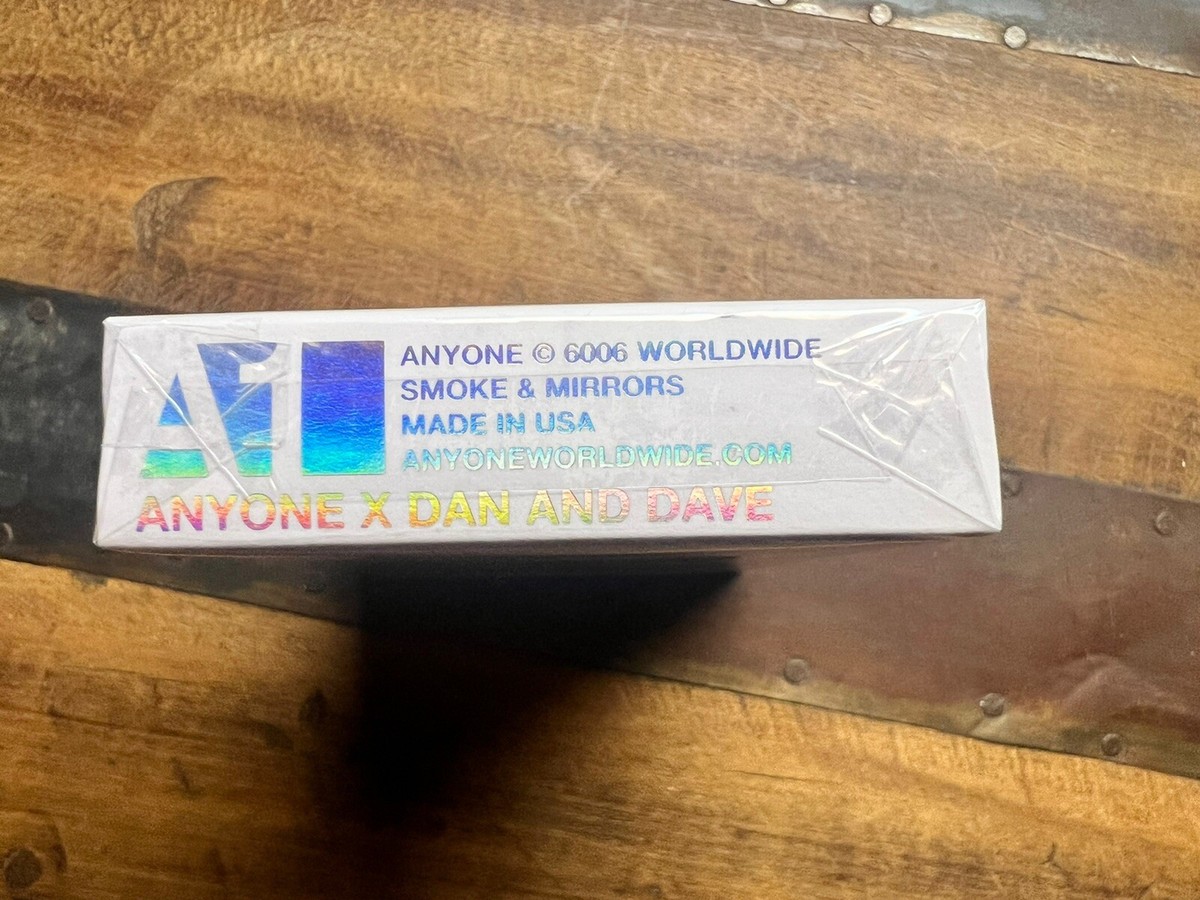 A1
ANYONE © 6006 WORLDWIDE
SMOKE & MIRRORS
MADE IN USA
ANYONEWORLDWIDE.COM
ANYONE X DAN AND DAVE